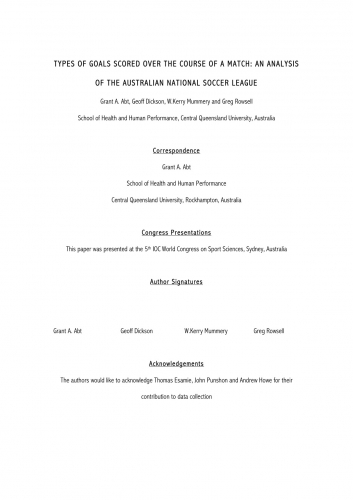 TYPES OF GOALS SCORED OVER THE COURSE OF A MATCH: AN ANALYSIS
OF THE AUSTRALIAN NATIONAL SOCCER LEAGUE
Grant A. Abt, Geoff Dickson, W.Kerry Mummery and Greg Rowsell
School of Health and Human Performance, Central Queensland University, Australia
Correspondence
Grant A. Abt
School of Health and Human Performance
Central Queensland University, Rockhampton, Australia
Congress Presentations
This paper was presented at the 5th IOC World Congress on Sport Sciences, Sydney, Australia
Author Signatures
Grant A. Abt Geoff Dickson W.Kerry Mummery Greg Rowsell
Acknowledgements
The authors would like to acknowledge Thomas Esamie, John Punshon and Andrew Howe for their
contribution to data collection